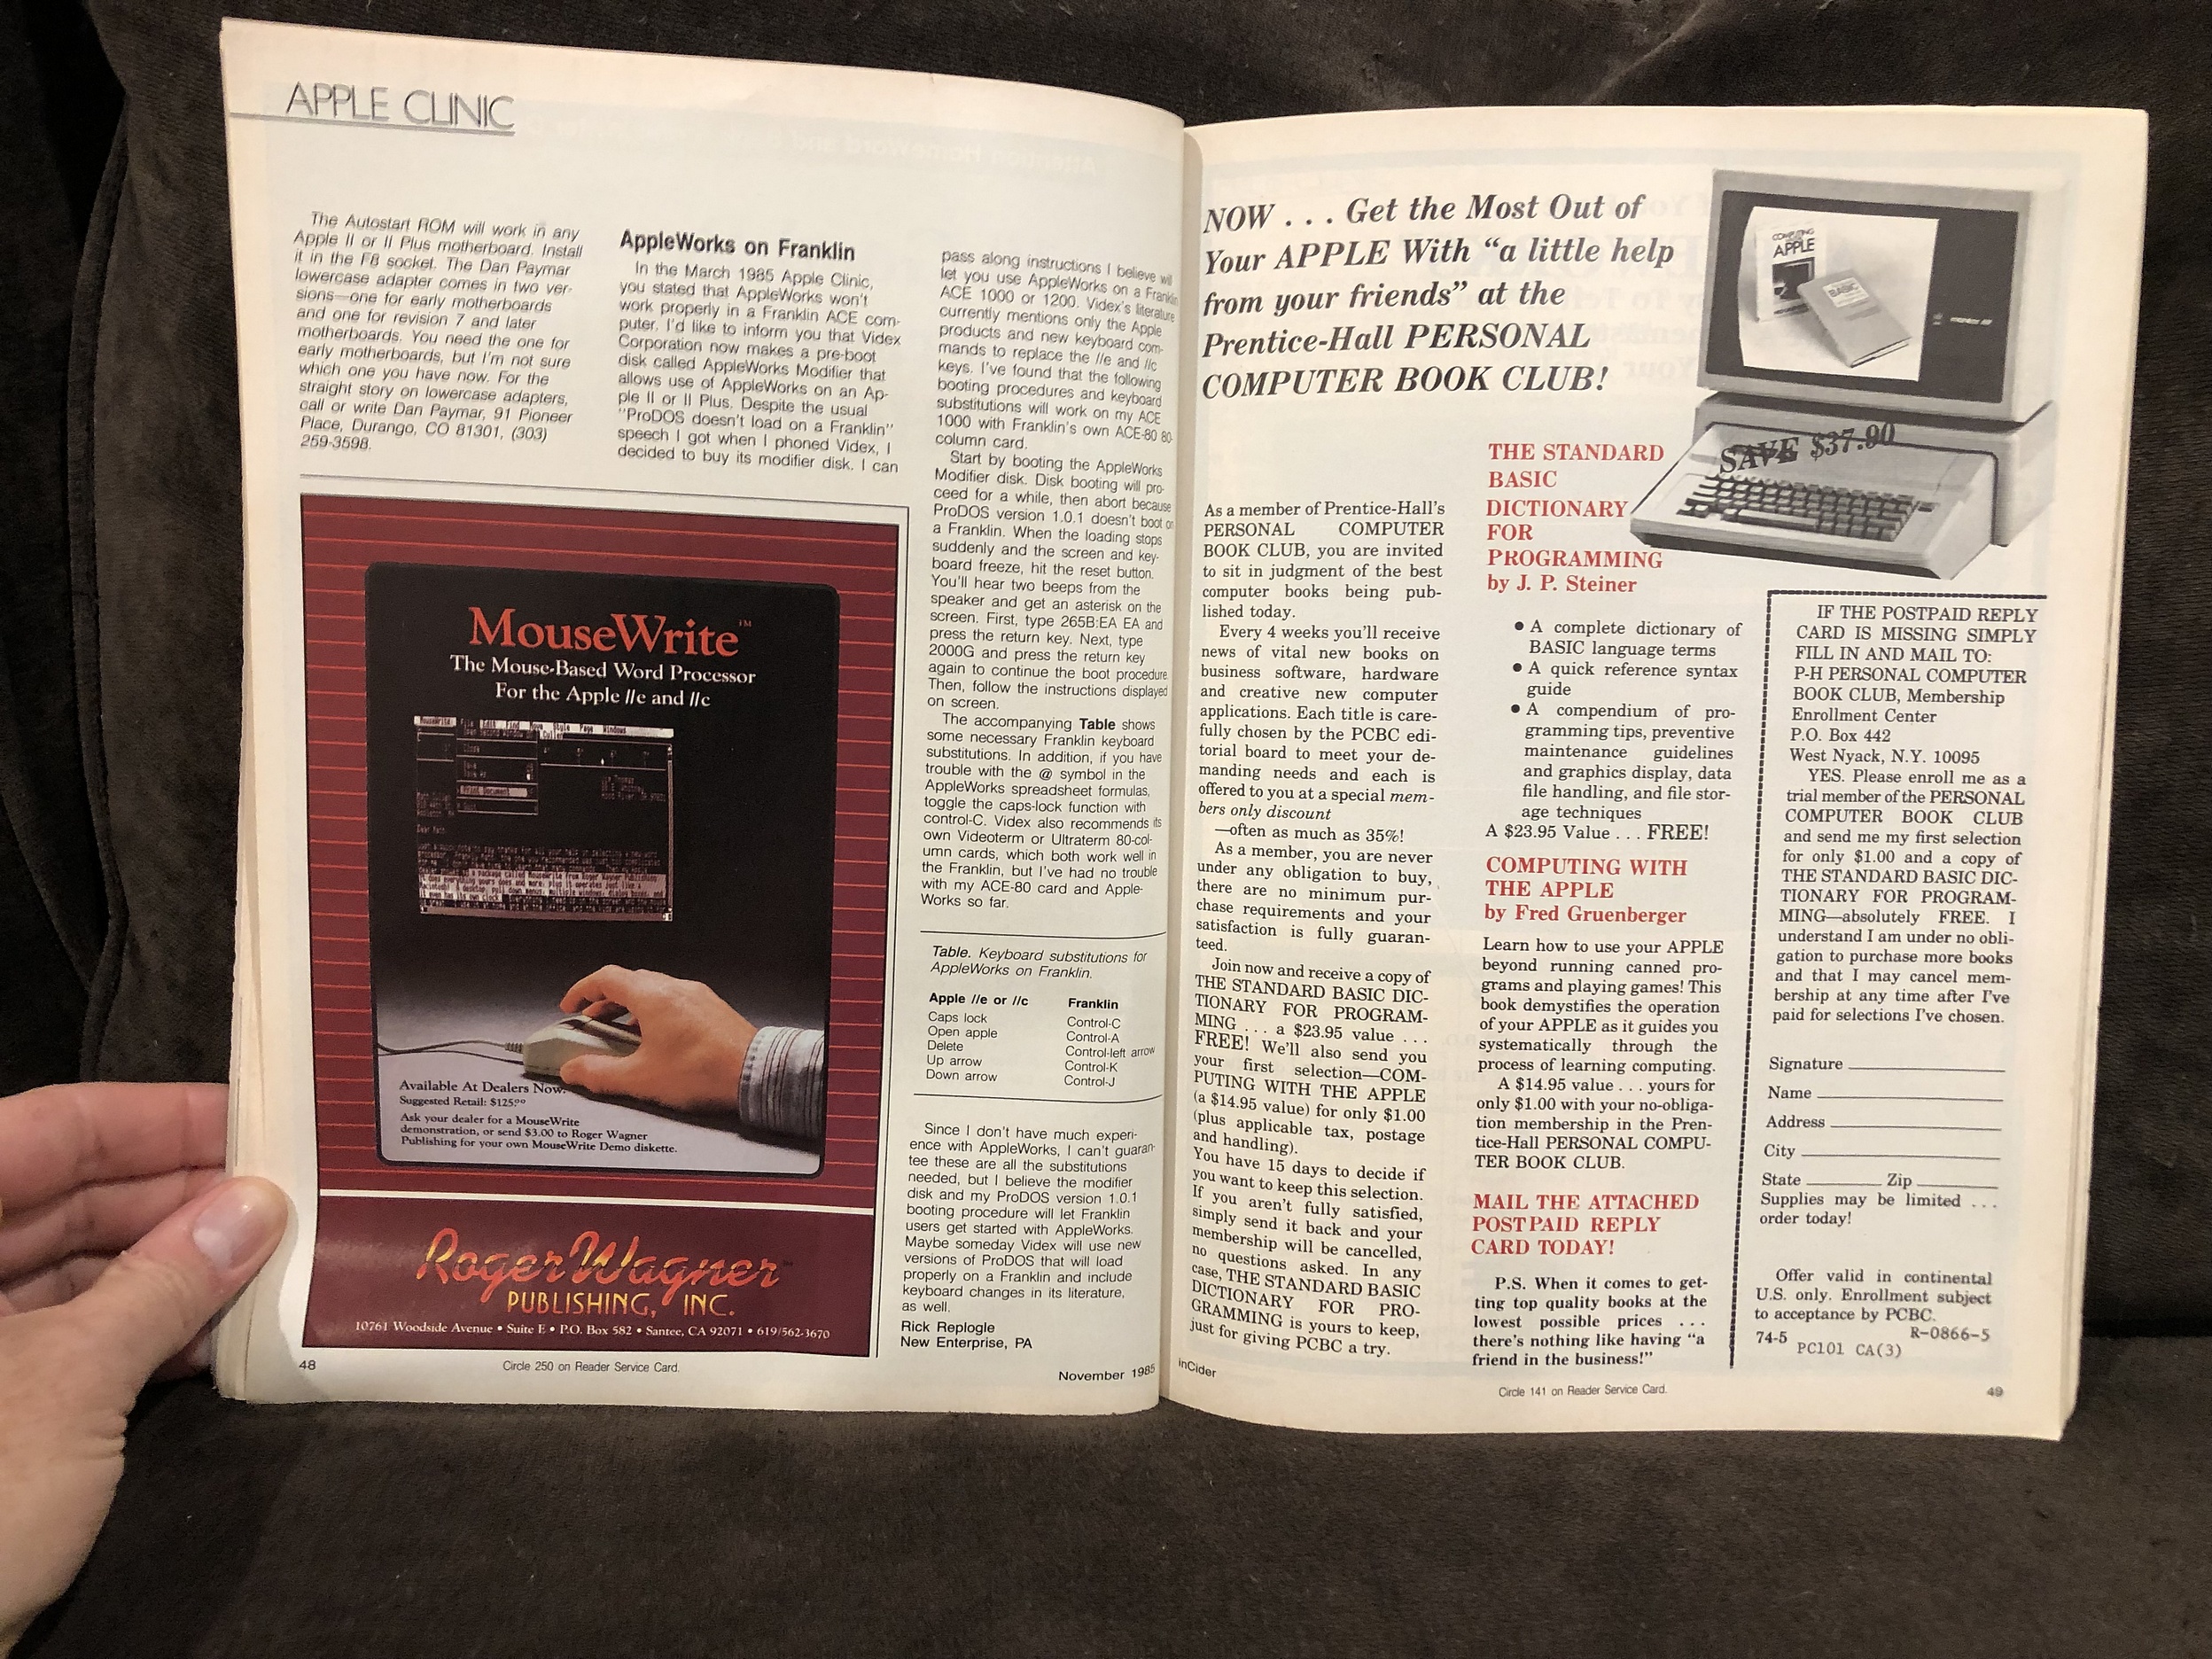 APPLE CLINIC
The Autostart ROM will work in any
Apple II or II Plus motherboard. Install
it in the F8 socket. The Dan Paymar
lowercase adapter comes in two ver-
sions—one for early motherboards
and one for revision 7 and later
motherboards. You need the one for
early motherboards, but I'm not sure
which one you have now. For the
straight story on lowercase adapters,
call or write Dan Paymar, 91 Pioneer
Place, Durango, CO 81301, (303)
259-3598.
AppleWorks on Franklin
In the March 1985 Apple Clinic,
you stated that AppleWorks won't
work properly in a Franklin ACE com-
puter. I'd like to inform you that Videx
Corporation now makes a pre-boot
disk called AppleWorks Modifier that
allows use of AppleWorks on an Ap-
ple II or II Plus. Despite the usual
"ProDOS doesn't load on a Franklin"
speech I got when I phoned Videx, I
decided to buy its modifier disk. I can
pass along instructions I believe will
let you use AppleWorks on a Franklin
ACE 1000 or 1200. Videx's literature
currently mentions only the Apple
products and new keyboard com-
mands to replace the //e and //c
keys. I've found that the following
booting procedures and keyboard
substitutions will work on my ACE
1000 with Franklin's own ACE-80 80-
column card.
Start by booting the AppleWorks
Modifier disk. Disk booting will pro-
ceed for a while, then abort because
ProDOS version 1.0.1 doesn't boot on
a Franklin. When the loading stops
suddenly and the screen and key-
board freeze, hit the reset button.
You'll hear two beeps from the
speaker and get an asterisk on the
screen. First, type 265B:EA EA and
press the return key. Next, type
2000G and press the return key
again to continue the boot procedure.
Then, follow the instructions displayed
on screen.
The accompanying Table shows
some necessary Franklin keyboard
substitutions. In addition, if you have
trouble with the @ symbol in the
AppleWorks spreadsheet formulas,
toggle the caps-lock function with
control-C. Videx also recommends its
own Videoterm or Ultraterm 80-col-
umn cards, which both work well in
the Franklin, but I've had no trouble
with my ACE-80 card and Apple-
Works so far.
Table. Keyboard substitutions for
AppleWorks on Franklin.
Apple //e or //c Franklin
Caps lock Control-C
Open apple Control-A
Delete Control-left arrow
Up arrow Control-K
Down arrow Control-J
Since I don't have much experi-
ence with AppleWorks, I can't guaran-
tee these are all the substitutions
needed, but I believe the modifier
disk and my ProDOS version 1.0.1
booting procedure will let Franklin
users get started with AppleWorks.
Maybe someday Videx will use new
versions of ProDOS that will load
properly on a Franklin and include
keyboard changes in its literature,
as well.
Rick Replogle
New Enterprise, PA
MouseWrite™
The Mouse-Based Word Processor
For the Apple //e and //c
MouseWrite File Edit Find Move Style Page Windows
Close
Save
Save As
Print Document
Quit
Available At Dealers Now.
Suggested Retail: $125.00
Ask your dealer for a MouseWrite
demonstration, or send $3.00 to Roger Wagner
Publishing for your own MouseWrite Demo diskette.
Roger Wagner™
PUBLISHING, INC.
10761 Woodside Avenue • Suite E • P.O. Box 582 • Santee, CA 92071 • 619/562-3670
48
Circle 250 on Reader Service Card.
November 1985
NOW . . . Get the Most Out of
Your APPLE With "a little help
from your friends" at the
Prentice-Hall PERSONAL
COMPUTER BOOK CLUB!
COMPUTING
APPLE
BASIC
SAVE $37.90
As a member of Prentice-Hall's
PERSONAL COMPUTER
BOOK CLUB, you are invited
to sit in judgment of the best
computer books being pub-
lished today.
Every 4 weeks you'll receive
news of vital new books on
business software, hardware
and creative new computer
applications. Each title is care-
fully chosen by the PCBC edi-
torial board to meet your de-
manding needs and each is
offered to you at a special mem-
bers only discount
—often as much as 35%!
As a member, you are never
under any obligation to buy,
there are no minimum pur-
chase requirements and your
satisfaction is fully guaran-
teed.
Join now and receive a copy of
THE STANDARD BASIC DIC-
TIONARY FOR PROGRAM-
MING . . . a $23.95 value . . .
FREE! We'll also send you
your first selection—COM-
PUTING WITH THE APPLE
(a $14.95 value) for only $1.00
(plus applicable tax, postage
and handling).
You have 15 days to decide if
you want to keep this selection.
If you aren't fully satisfied,
simply send it back and your
membership will be cancelled,
no questions asked. In any
case, THE STANDARD BASIC
DICTIONARY FOR PRO-
GRAMMING is yours to keep,
just for giving PCBC a try.
THE STANDARD
BASIC
DICTIONARY
FOR
PROGRAMMING
by J. P. Steiner
• A complete dictionary of
BASIC language terms
• A quick reference syntax
guide
• A compendium of pro-
gramming tips, preventive
maintenance guidelines
and graphics display, data
file handling, and file stor-
age techniques
A $23.95 Value . . . FREE!
COMPUTING WITH
THE APPLE
by Fred Gruenberger
Learn how to use your APPLE
beyond running canned pro-
grams and playing games! This
book demystifies the operation
of your APPLE as it guides you
systematically through the
process of learning computing.
A $14.95 value . . . yours for
only $1.00 with your no-obliga-
tion membership in the Pren-
tice-Hall PERSONAL COMPU-
TER BOOK CLUB.
MAIL THE ATTACHED
POSTPAID REPLY
CARD TODAY!
P.S. When it comes to get-
ting top quality books at the
lowest possible prices . . .
there's nothing like having "a
friend in the business!"
IF THE POSTPAID REPLY
CARD IS MISSING SIMPLY
FILL IN AND MAIL TO:
P-H PERSONAL COMPUTER
BOOK CLUB, Membership
Enrollment Center
P.O. Box 442
West Nyack, N.Y. 10095
YES. Please enroll me as a
trial member of the PERSONAL
COMPUTER BOOK CLUB
and send me my first selection
for only $1.00 and a copy of
THE STANDARD BASIC DIC-
TIONARY FOR PROGRAM-
MING—absolutely FREE. I
understand I am under no obli-
gation to purchase more books
and that I may cancel mem-
bership at any time after I've
paid for selections I've chosen.
Signature
Name
Address
City
State Zip
Supplies may be limited . . .
order today!
Offer valid in continental
U.S. only. Enrollment subject
to acceptance by PCBC.
74-5 R-0866-5
PC101 CA(3)
inCider
Circle 141 on Reader Service Card.
49